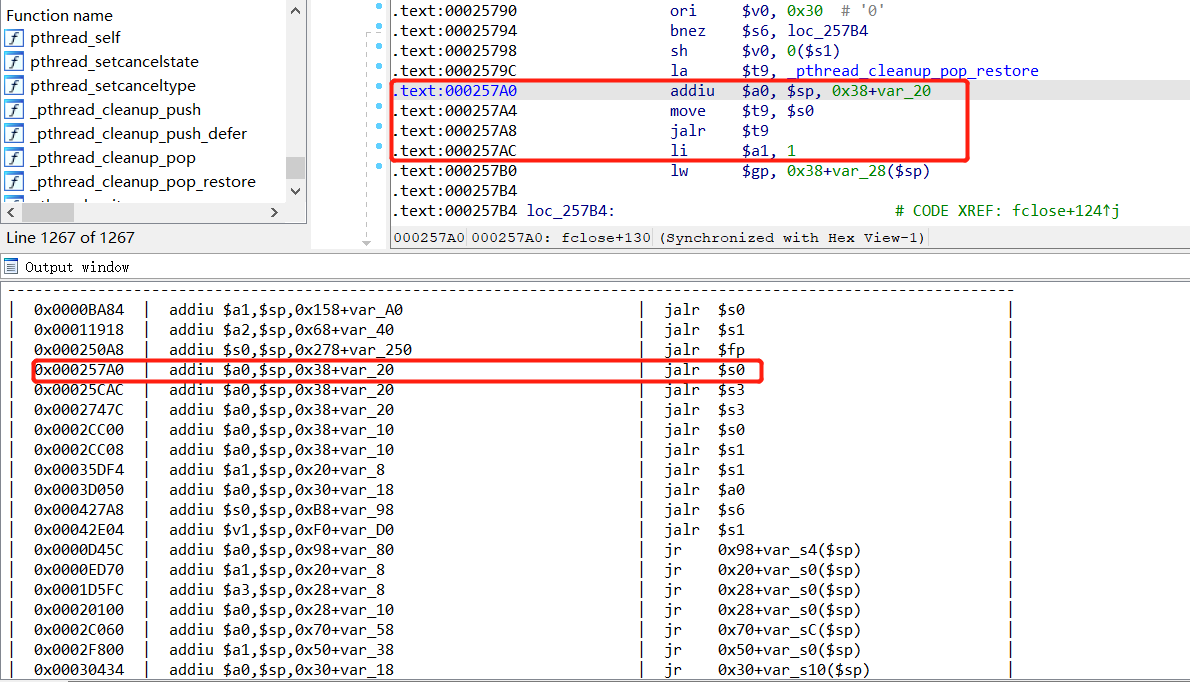 Function name
pthread_self
pthread_setcancelstate
pthread_setcanceltype
_pthread_cleanup_push
_pthread_cleanup_push_defer
_pthread_cleanup_pop
_pthread_cleanup_pop_restore
Line 1267 of 1267
.text:00025790 ori $v0, 0x30 # '0'
.text:00025794 bnez $s6, loc_257B4
.text:00025798 sh $v0, 0($s1)
.text:0002579C la $t9, _pthread_cleanup_pop_restore
.text:000257A0 addiu $a0, $sp, 0x38+var_20
.text:000257A4 move $t9, $s0
.text:000257A8 jalr $t9
.text:000257AC li $a1, 1
.text:000257B0 lw $gp, 0x38+var_28($sp)
.text:000257B4
.text:000257B4 loc_257B4: # CODE XREF: fclose+124↑j
000257A0 000257A0: fclose+130 (Synchronized with Hex View-1)
Output window
---------------------------------------------------------------------------------------------------------------
| 0x0000BA84 | addiu $a1,$sp,0x158+var_A0 | jalr $s0 |
| 0x00011918 | addiu $a2,$sp,0x68+var_40 | jalr $s1 |
| 0x000250A8 | addiu $s0,$sp,0x278+var_250 | jalr $fp |
| 0x000257A0 | addiu $a0,$sp,0x38+var_20 | jalr $s0 |
| 0x00025CAC | addiu $a0,$sp,0x38+var_20 | jalr $s3 |
| 0x0002747C | addiu $a0,$sp,0x38+var_20 | jalr $s3 |
| 0x0002CC00 | addiu $a0,$sp,0x38+var_10 | jalr $s0 |
| 0x0002CC08 | addiu $a0,$sp,0x38+var_10 | jalr $s1 |
| 0x00035DF4 | addiu $a1,$sp,0x20+var_8 | jalr $s1 |
| 0x0003D050 | addiu $a0,$sp,0x30+var_18 | jalr $a0 |
| 0x000427A8 | addiu $s0,$sp,0xB8+var_98 | jalr $s6 |
| 0x00042E04 | addiu $v1,$sp,0xF0+var_D0 | jalr $s1 |
| 0x0000D45C | addiu $a0,$sp,0x98+var_80 | jr 0x98+var_s4($sp) |
| 0x0000ED70 | addiu $a1,$sp,0x20+var_8 | jr 0x20+var_s0($sp) |
| 0x0001D5FC | addiu $a3,$sp,0x28+var_8 | jr 0x28+var_s0($sp) |
| 0x00020100 | addiu $a0,$sp,0x28+var_10 | jr 0x28+var_s0($sp) |
| 0x0002C060 | addiu $a0,$sp,0x70+var_58 | jr 0x70+var_sC($sp) |
| 0x0002F800 | addiu $a1,$sp,0x50+var_38 | jr 0x50+var_s0($sp) |
| 0x00030434 | addiu $a0,$sp,0x30+var_18 | jr 0x30+var_s10($sp) |